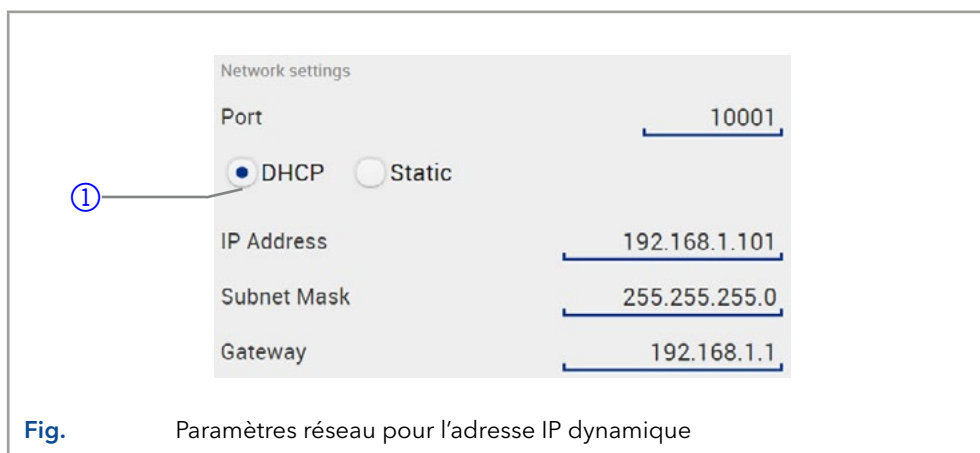 Network settings
Port 10001
DHCP Static
①
IP Address 192.168.1.101
Subnet Mask 255.255.255.0
Gateway 192.168.1.1
Fig. Paramètres réseau pour l'adresse IP dynamique